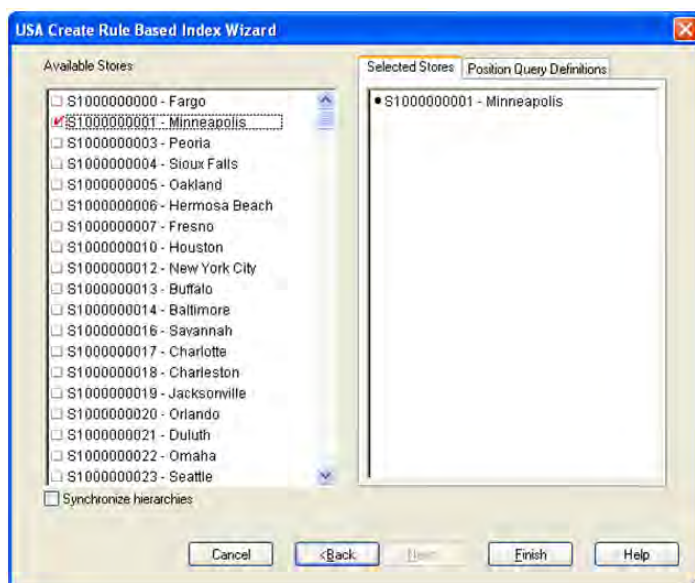 USA Create Rule Based Index Wizard
Available Stores
S1000000000 - Fargo
S1000000001 - Minneapolis
S1000000003 - Peoria
S1000000004 - Sioux Falls
S1000000005 - Oakland
S1000000006 - Hermosa Beach
S1000000007 - Fresno
S1000000010 - Houston
S1000000012 - New York City
S1000000013 - Buffalo
S1000000014 - Baltimore
S1000000016 - Savannah
S1000000017 - Charlotte
S1000000018 - Charleston
S1000000019 - Jacksonville
S1000000020 - Orlando
S1000000021 - Duluth
S1000000022 - Omaha
S1000000023 - Seattle
Synchronize hierarchies
Selected Stores
Position Query Definitions
S1000000001 - Minneapolis
Cancel
<Back
Finish
Help